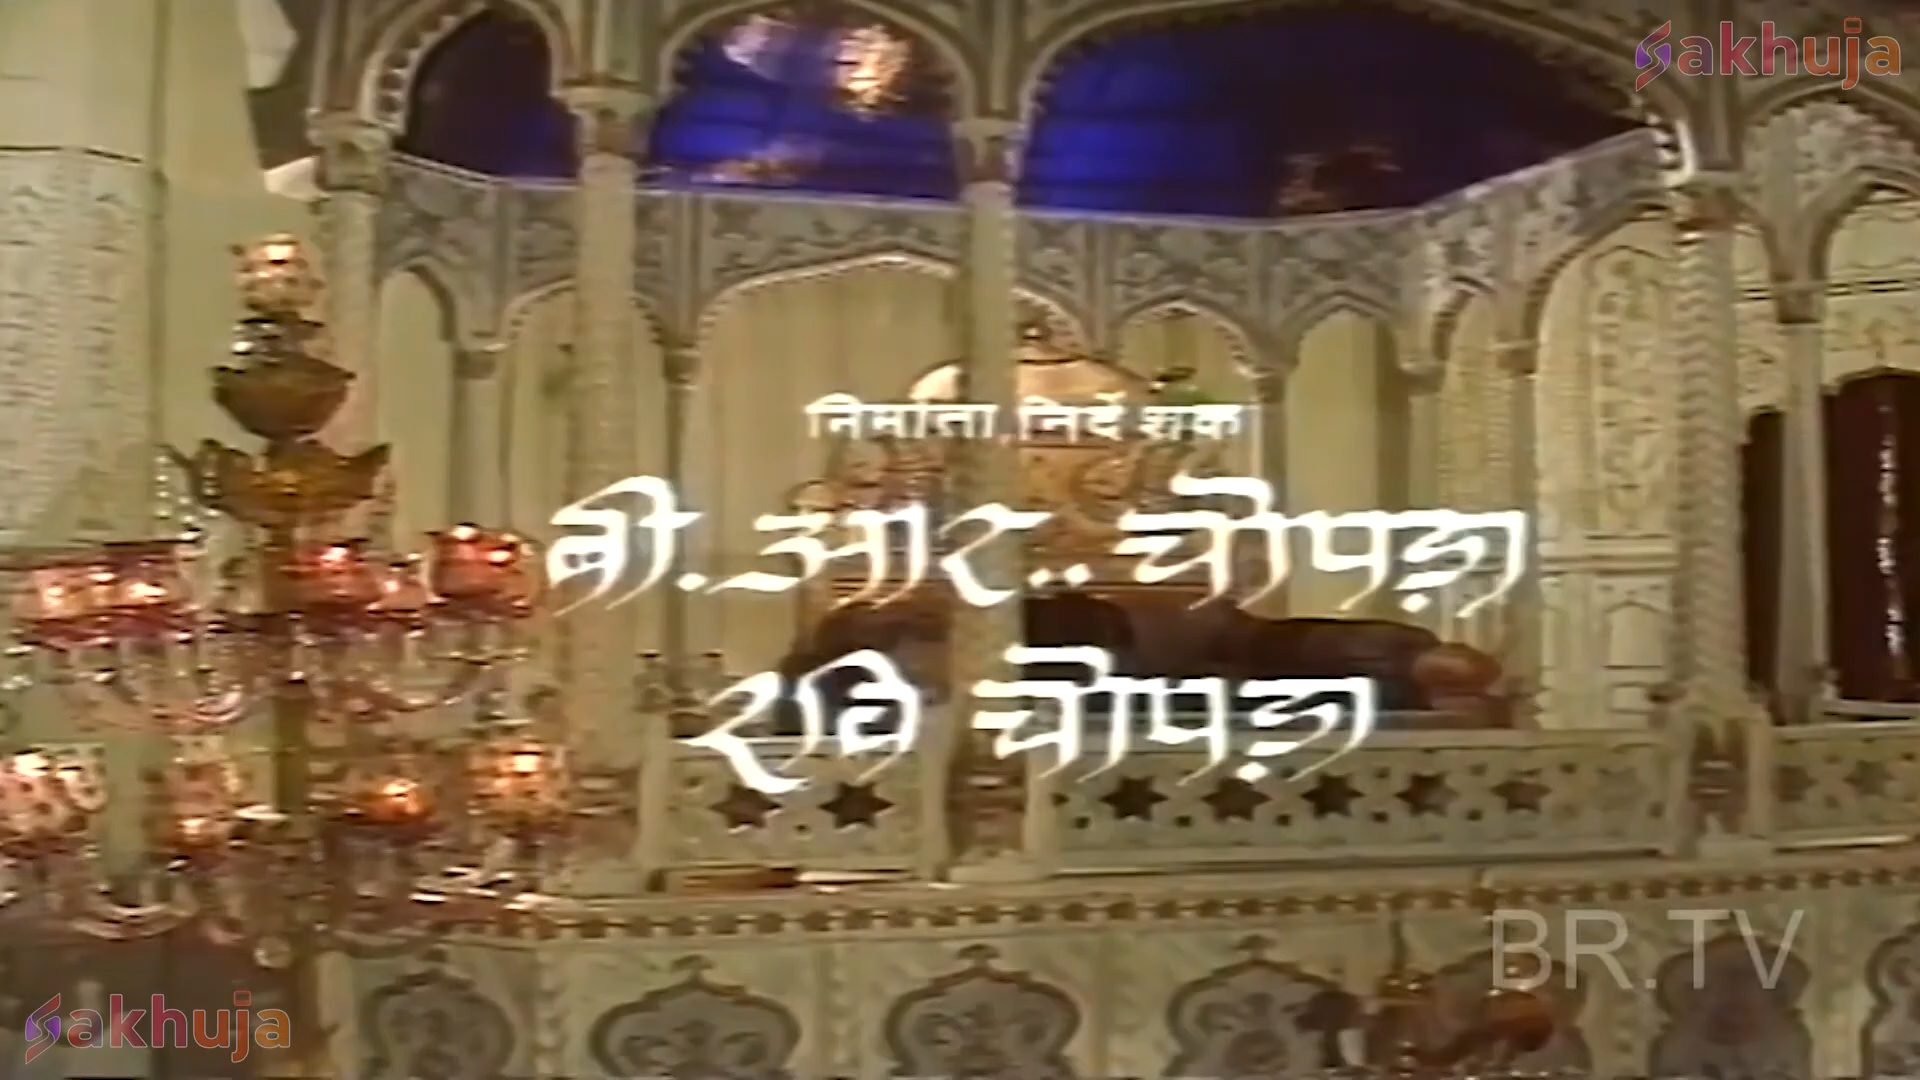 Sakhuja
निर्माता निर्देशक
बी. आर.. चोपड़ा
रवि चोपड़ा
BR.TV
Sakhuja